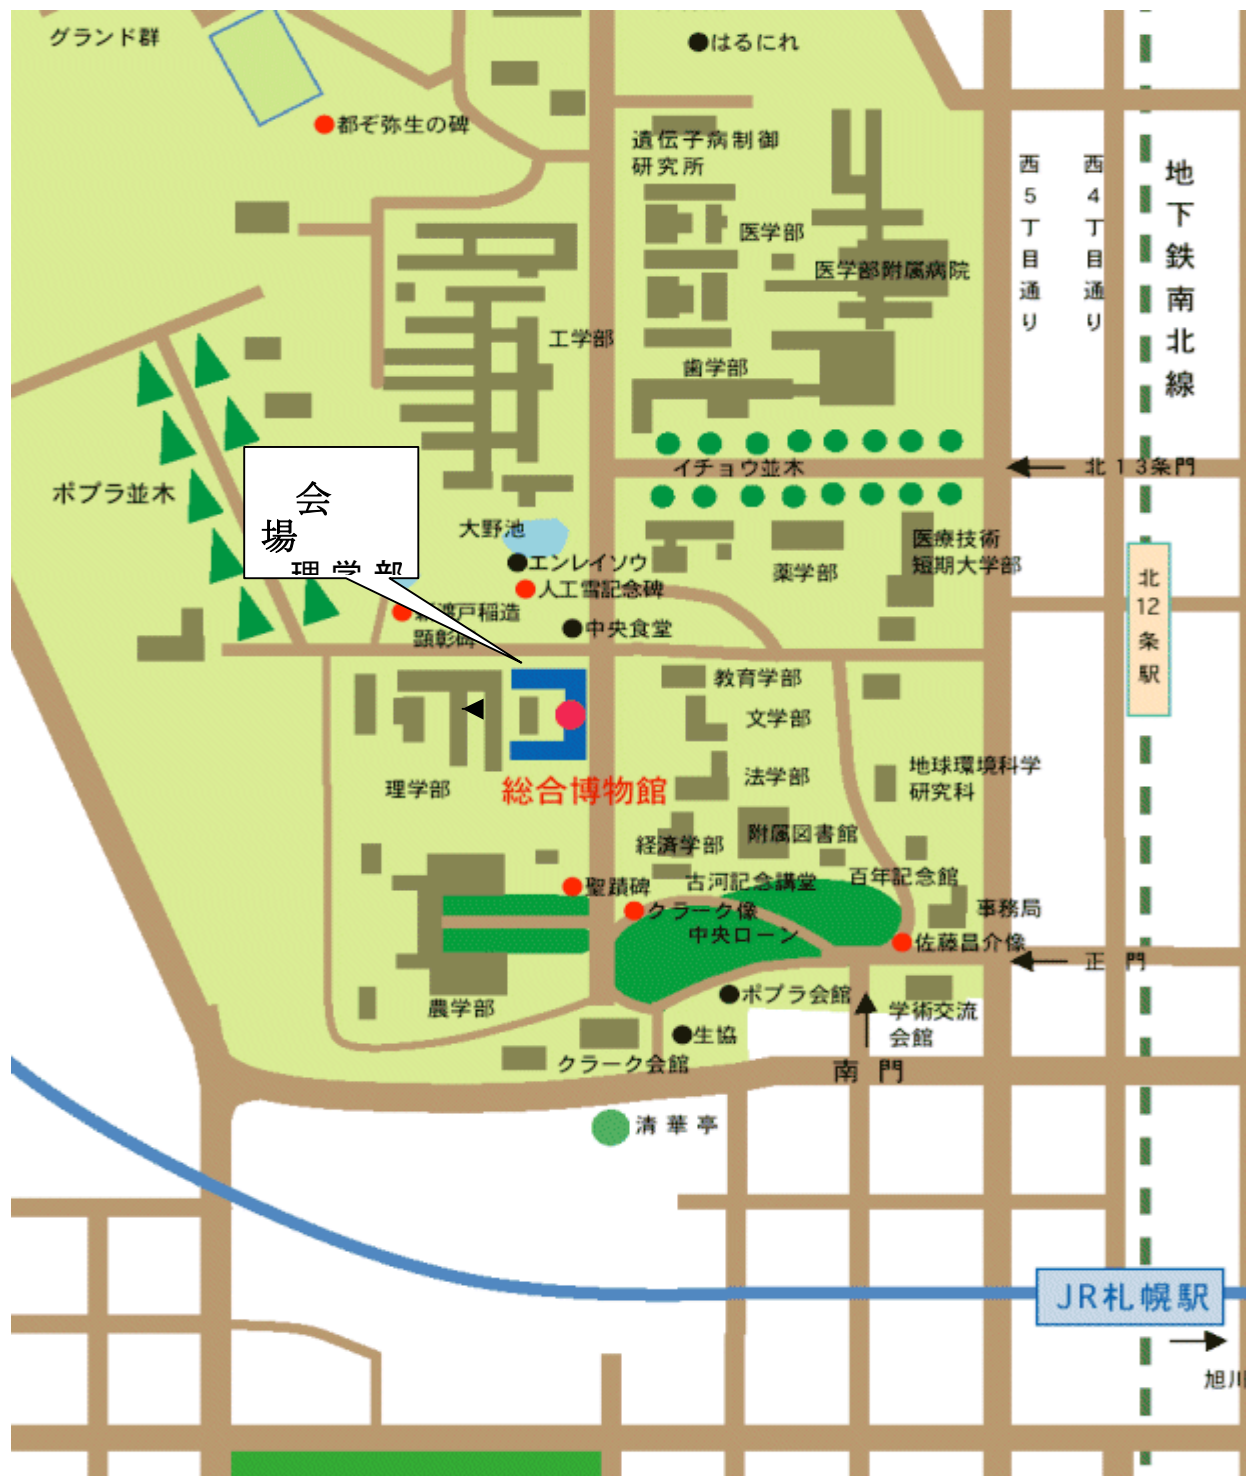 グランド群
はるにれ
都ぞ弥生の碑
遺伝子病制御
研究所
西5丁目通り
西4丁目通り
地下鉄南北線
医学部
医学部附属病院
工学部
歯学部
イチョウ並木
北13条門
ポプラ並木
会
場
理学部
大野池
エンレイソウ
人工雪記念碑
新渡戸稲造
顕彰碑
中央食堂
薬学部
医療技術
短期大学部
北12条駅
教育学部
文学部
法学部
地球環境科学
研究科
理学部
総合博物館
経済学部
附属図書館
古河記念講堂
百年記念館
聖蹟碑
クラーク像
中央ローン
事務局
佐藤昌介像
正門
農学部
ポプラ会館
学術交流
会館
生協
クラーク会館
南門
清華亭
JR札幌駅
旭川